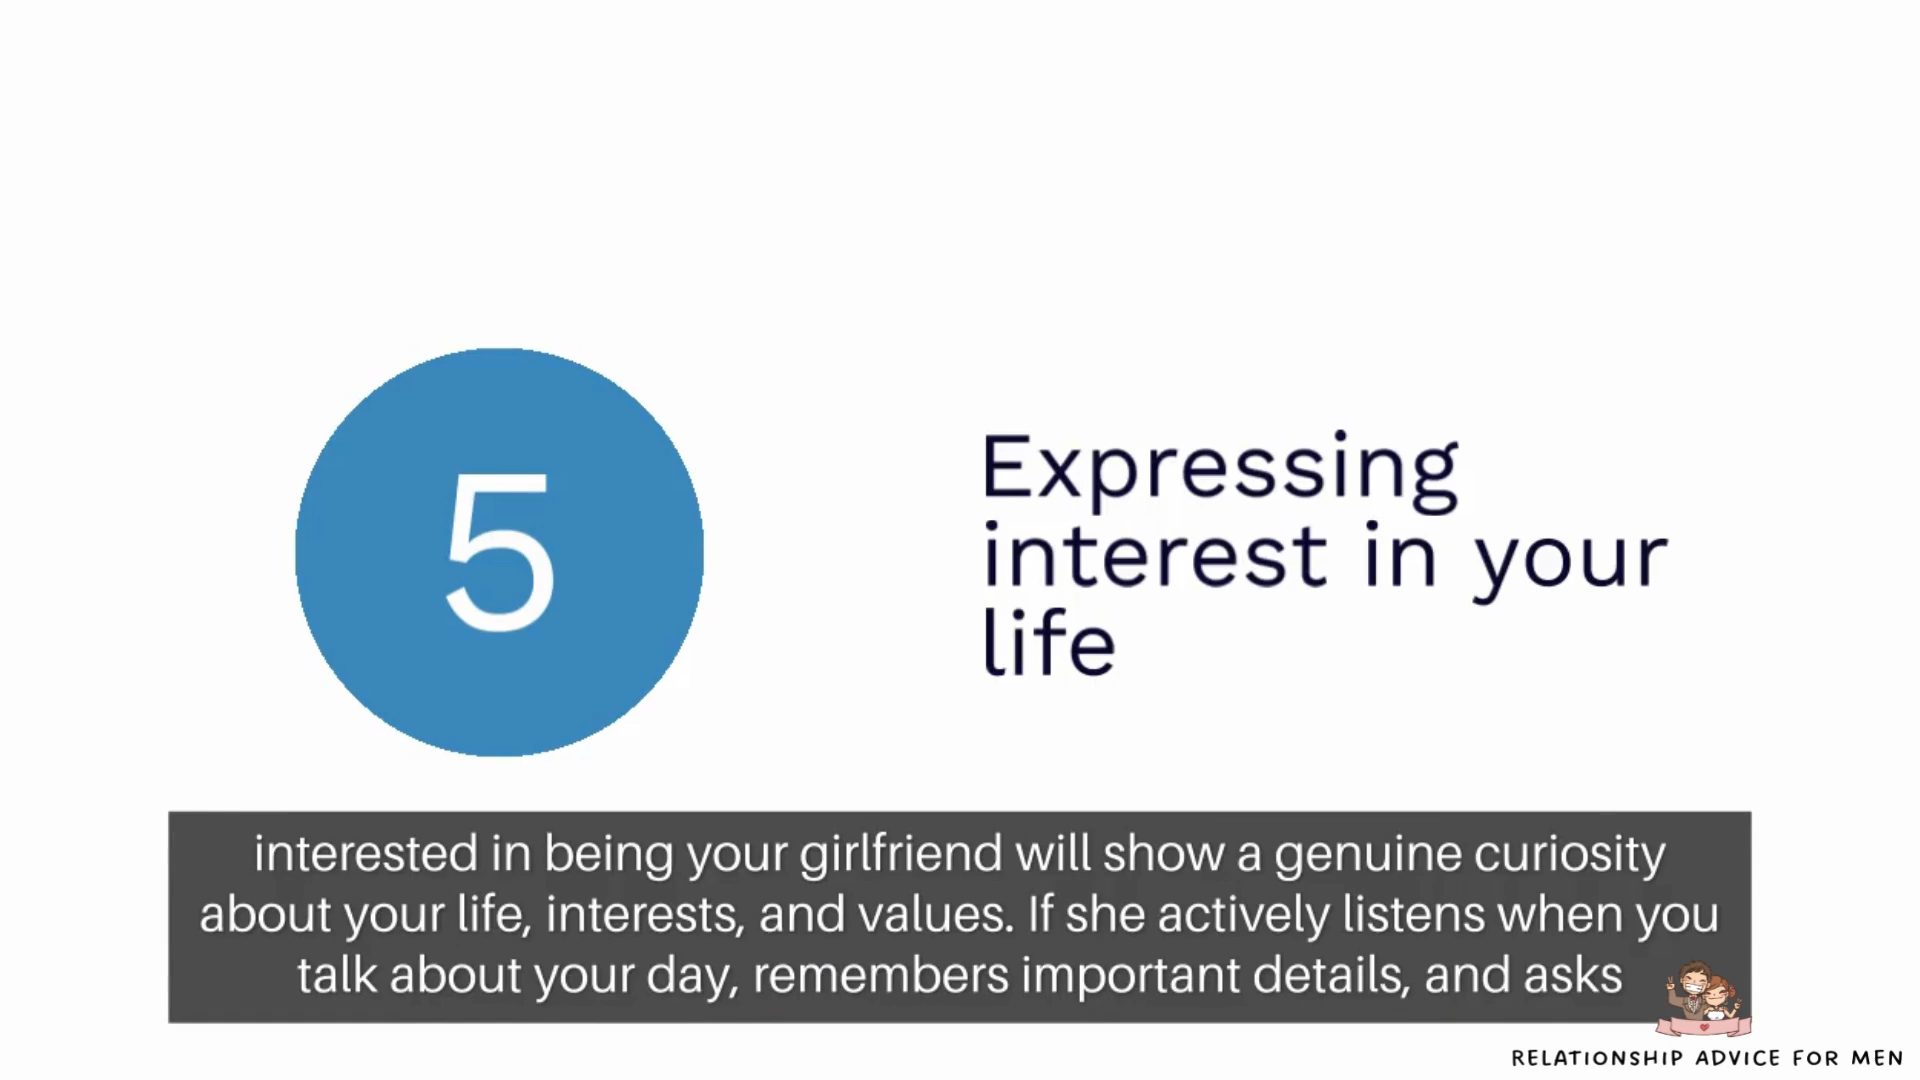 5
Expressing
interest in your
life
interested in being your girlfriend will show a genuine curiosity
about your life, interests, and values. If she actively listens when you
talk about your day, remembers important details, and asks
RELATIONSHIP ADVICE FOR MEN